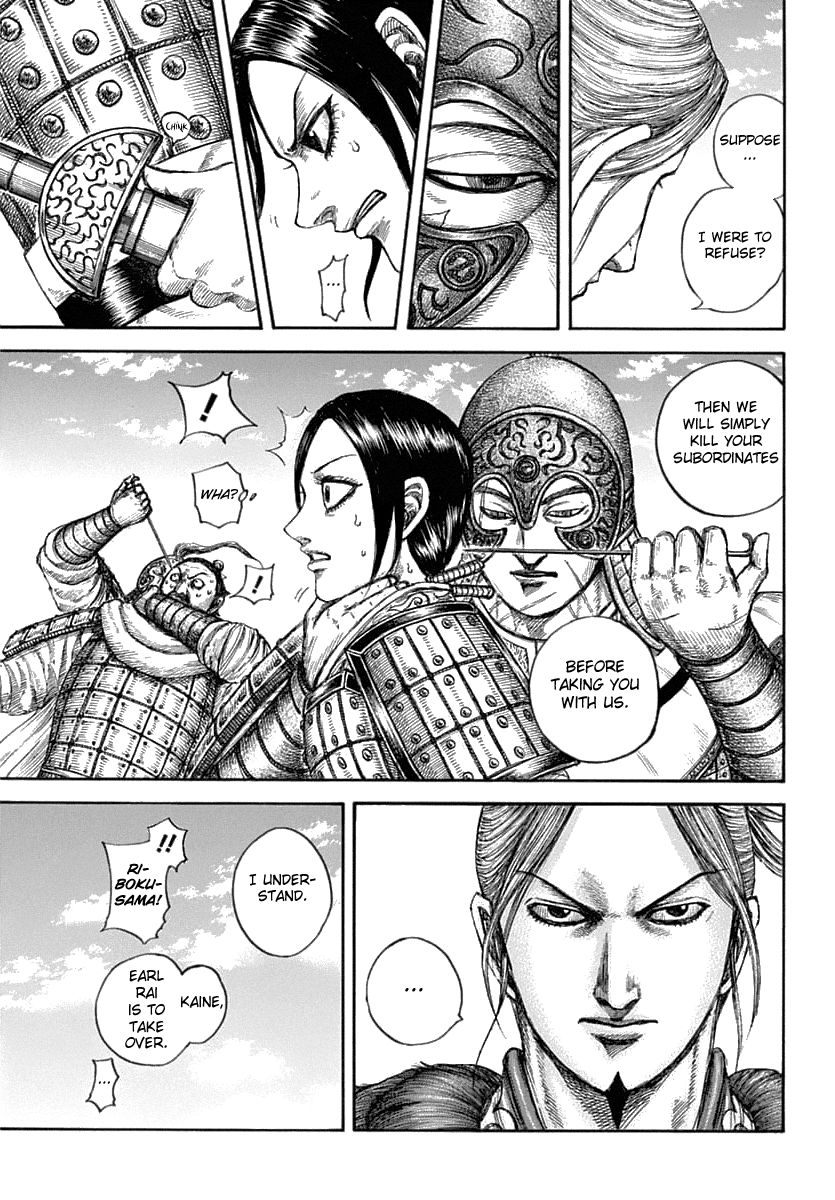 SUPPOSE
...
I WERE TO
REFUSE?
...
CHINK
THEN WE
WILL SIMPLY
KILL YOUR
SUBORDINATES
BEFORE
TAKING YOU
WITH US.
!
WHA?
!
...
I UNDER-
STAND.
!!
RI-
BOKU-
SAMA!
KAINE,
EARL
RAI
IS TO
TAKE
OVER.
...